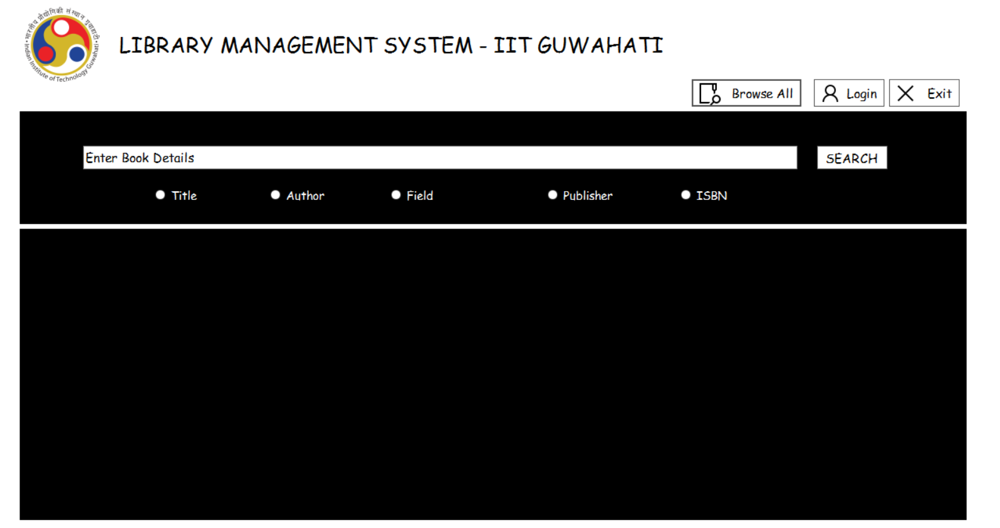 भारतीय प्रौद्योगिकी संस्थान गुवाहाटी
Indian Institute of Technology Guwahati
LIBRARY MANAGEMENT SYSTEM - IIT GUWAHATI
Browse All
Login
Exit
Enter Book Details
SEARCH
Title
Author
Field
Publisher
ISBN